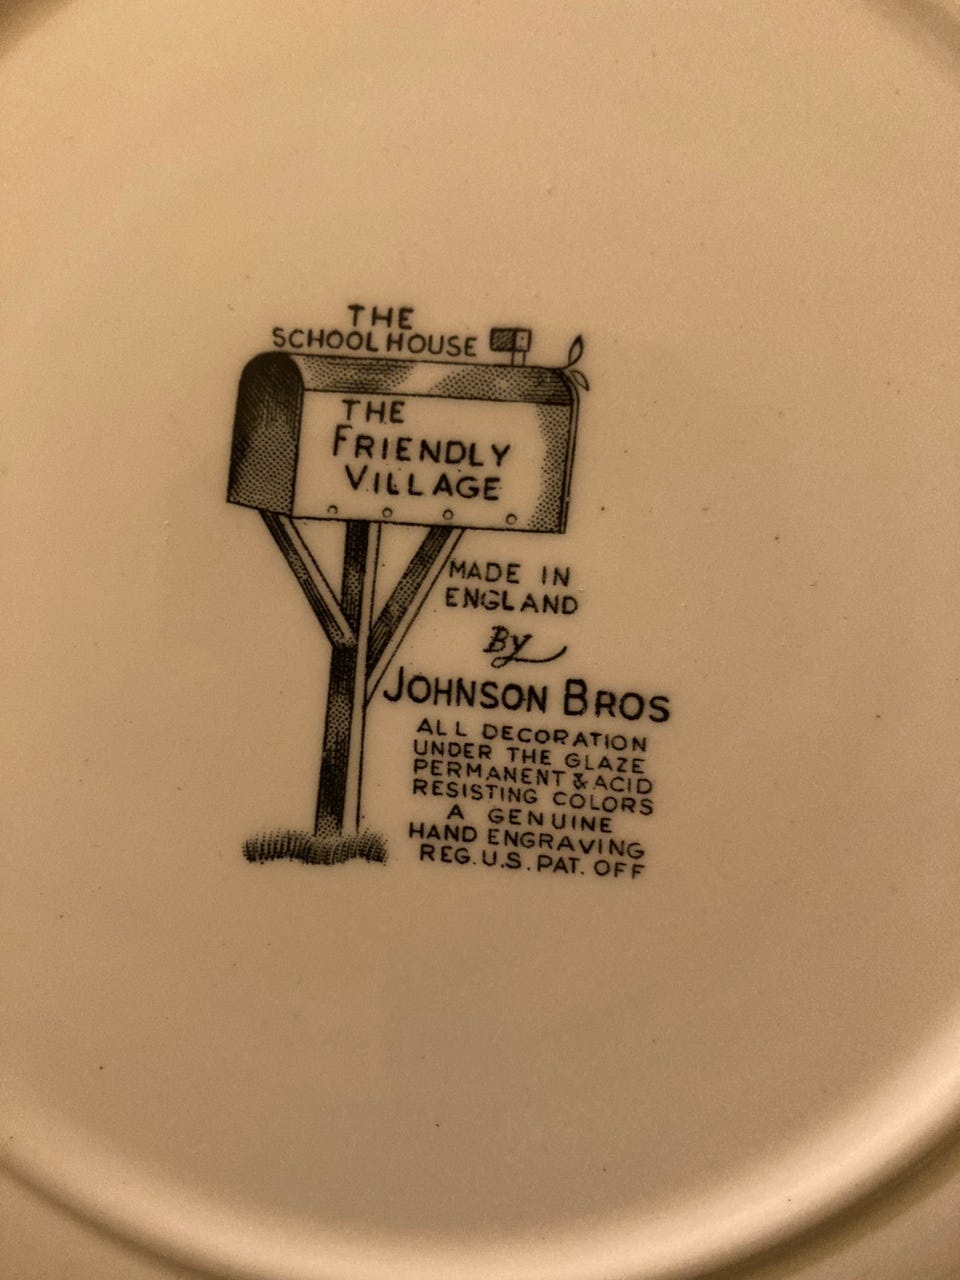 THE
SCHOOL HOUSE
THE
FRIENDLY
VILLAGE
MADE IN
ENGLAND
By
JOHNSON BROS
ALL DECORATION
UNDER THE GLAZE
PERMANENT & ACID
RESISTING COLORS
A GENUINE
HAND ENGRAVING
REG. U.S. PAT. OFF